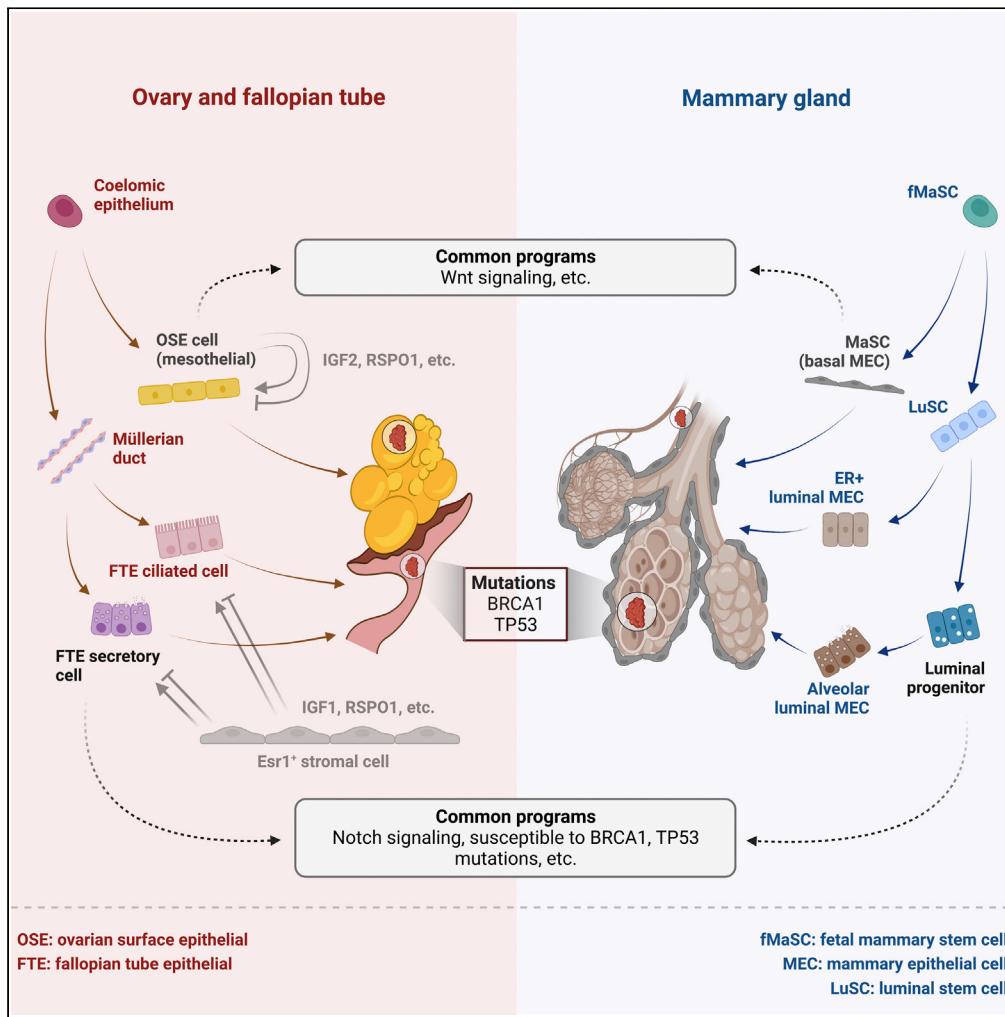 Ovary and fallopian tube
Mammary gland
Coelomic
epithelium
fMaSC
Common programs
Wnt signaling, etc.
OSE cell
(mesothelial)
IGF2, RSPO1, etc.
MaSC
(basal MEC)
LuSC
Müllerian
duct
ER+
luminal MEC
FTE ciliated cell
Mutations
BRCA1
TP53
FTE secretory
cell
IGF1, RSPO1, etc.
Esr1⁺ stromal cell
Alveolar
luminal MEC
Luminal
progenitor
Common programs
Notch signaling, susceptible to BRCA1, TP53
mutations, etc.
OSE: ovarian surface epithelial
FTE: fallopian tube epithelial
fMaSC: fetal mammary stem cell
MEC: mammary epithelial cell
LuSC: luminal stem cell